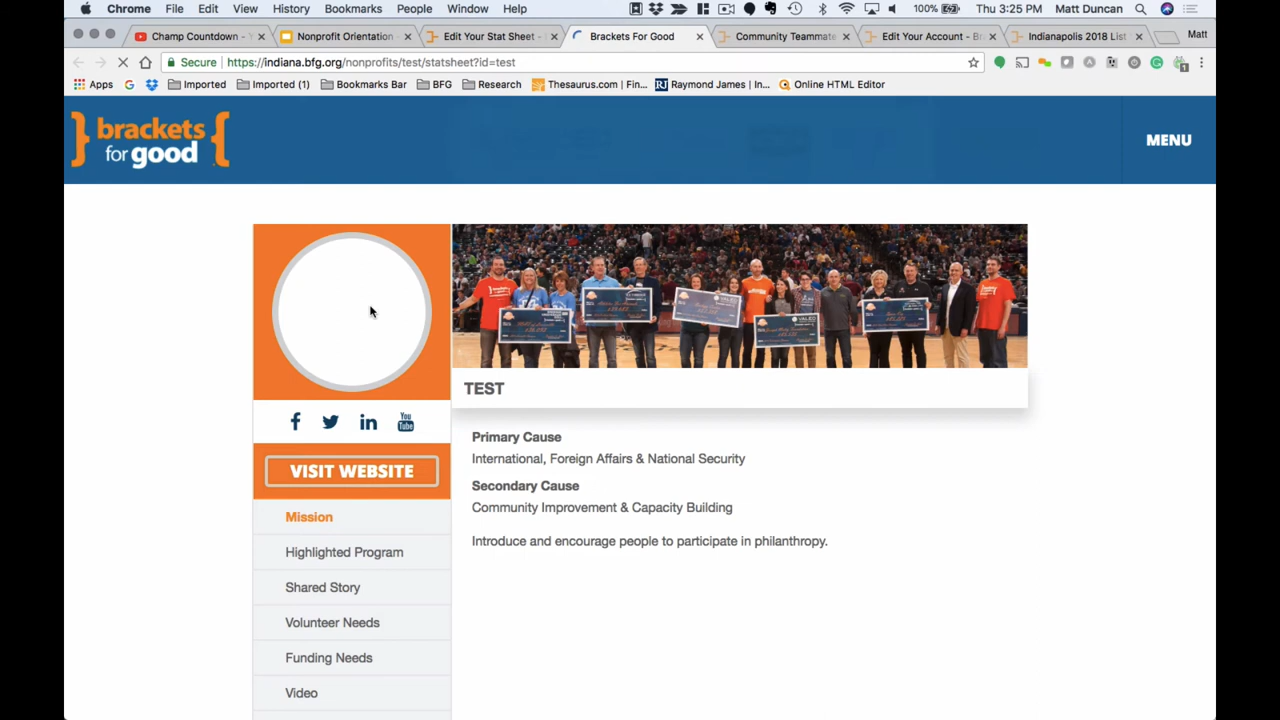 Chrome File Edit View History Bookmarks People Window Help 100% Thu 3:25 PM Matt Duncan
Champ Countdown - Y Nonprofit Orientation - Edit Your Stat Sheet - Brackets For Good Community Teammate Edit Your Account - Br Indianapolis 2018 List Matt
Secure https://indiana.bfg.org/nonprofits/test/statsheet?id=test
Apps Imported Imported (1) Bookmarks Bar BFG Research Thesaurus.com | Fin... Raymond James | In... Online HTML Editor
brackets
for good
MENU
TEST
Primary Cause
International, Foreign Affairs & National Security
Secondary Cause
Community Improvement & Capacity Building
Introduce and encourage people to participate in philanthropy.
You
Tube
VISIT WEBSITE
Mission
Highlighted Program
Shared Story
Volunteer Needs
Funding Needs
Video